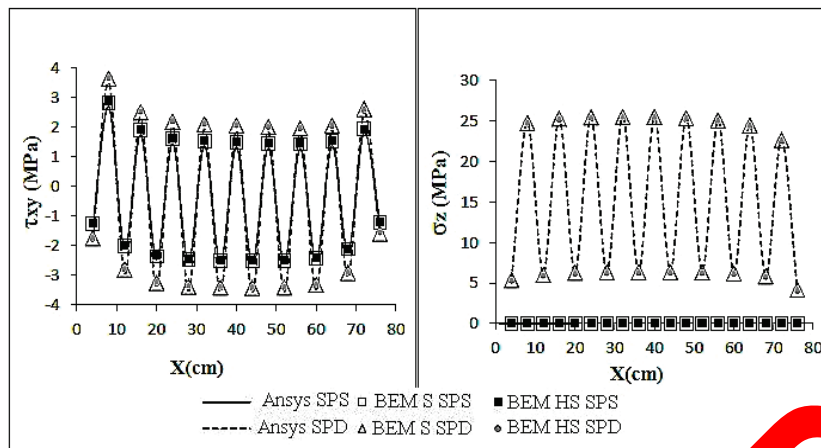 τxy (MPa)
4
3
2
1
0
-1
-2
-3
-4
0 10 20 30 40 50 60 70 80
X(cm)
σz (MPa)
30
25
20
15
10
5
0
0 10 20 30 40 50 60 70 80
X(cm)
Ansys SPS BEM S SPS BEM HS SPS
Ansys SPD BEM S SPD BEM HS SPD